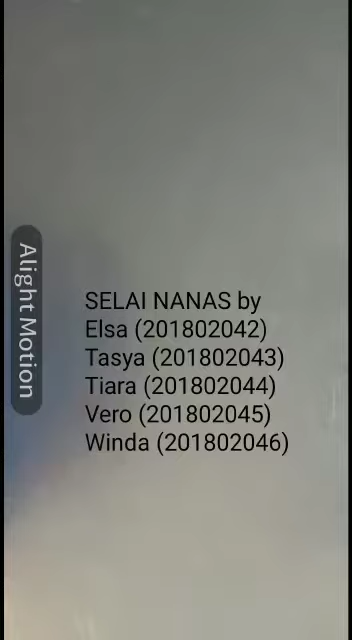 SELAI NANAS by
Elsa (201802042)
Tasya (201802043)
Tiara (201802044)
Vero (201802045)
Winda (201802046)
Alight Motion